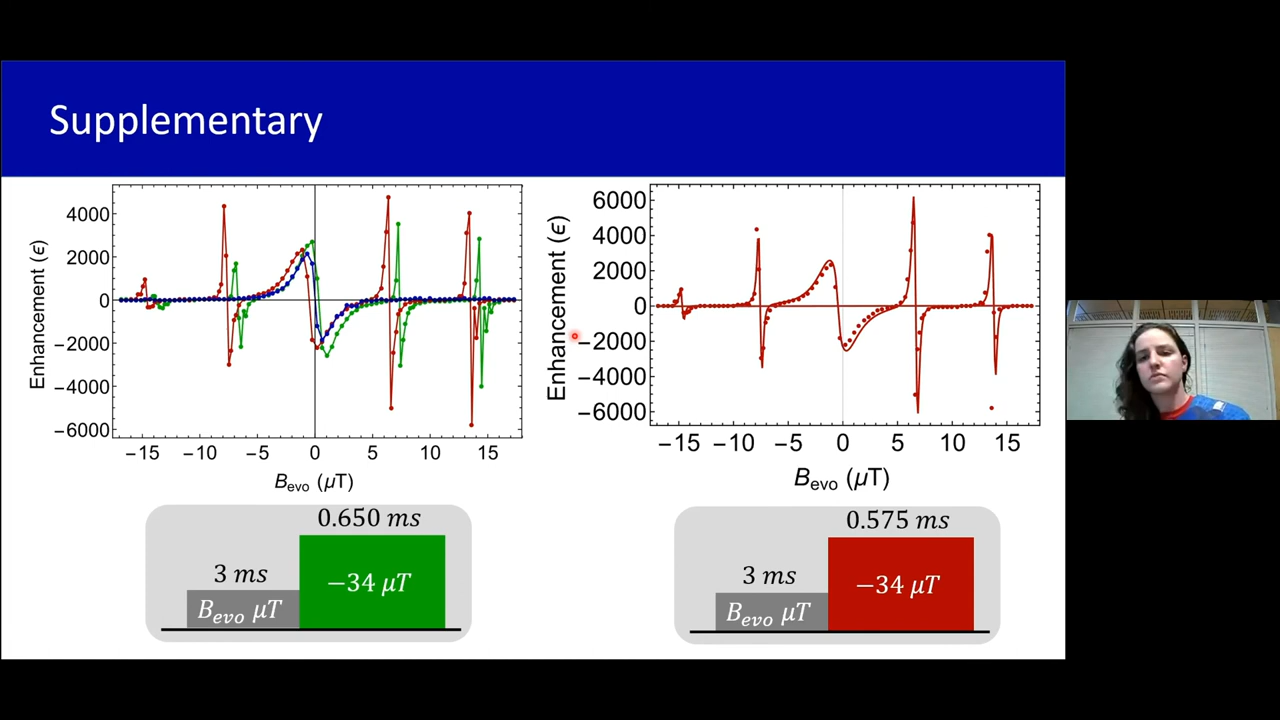 Supplementary
Enhancement (ϵ)
4000
2000
0
−2000
−4000
−6000
−15 −10 −5 0 5 10 15
B_evo (μT)
Enhancement (ϵ)
6000
4000
2000
0
−2000
−4000
−6000
−15 −10 −5 0 5 10 15
B_evo (μT)
0.650 ms
3 ms
−34 μT
B_evo μT
0.575 ms
3 ms
−34 μT
B_evo μT